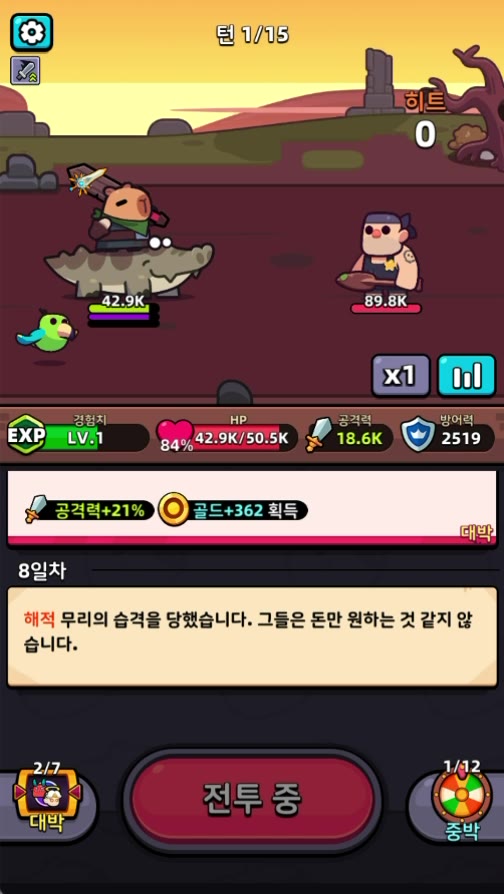 턴 1/15
히트
0
42.9K
89.8K
x1
경험치
HP
공격력
방어력
EXP
LV.1
84%
42.9K/50.5K
18.6K
2519
공격력+21%
골드+362 획득
대박
8일차
해적 무리의 습격을 당했습니다. 그들은 돈만 원하는 것 같지 않
습니다.
2/7
대박
전투 중
1/12
중박